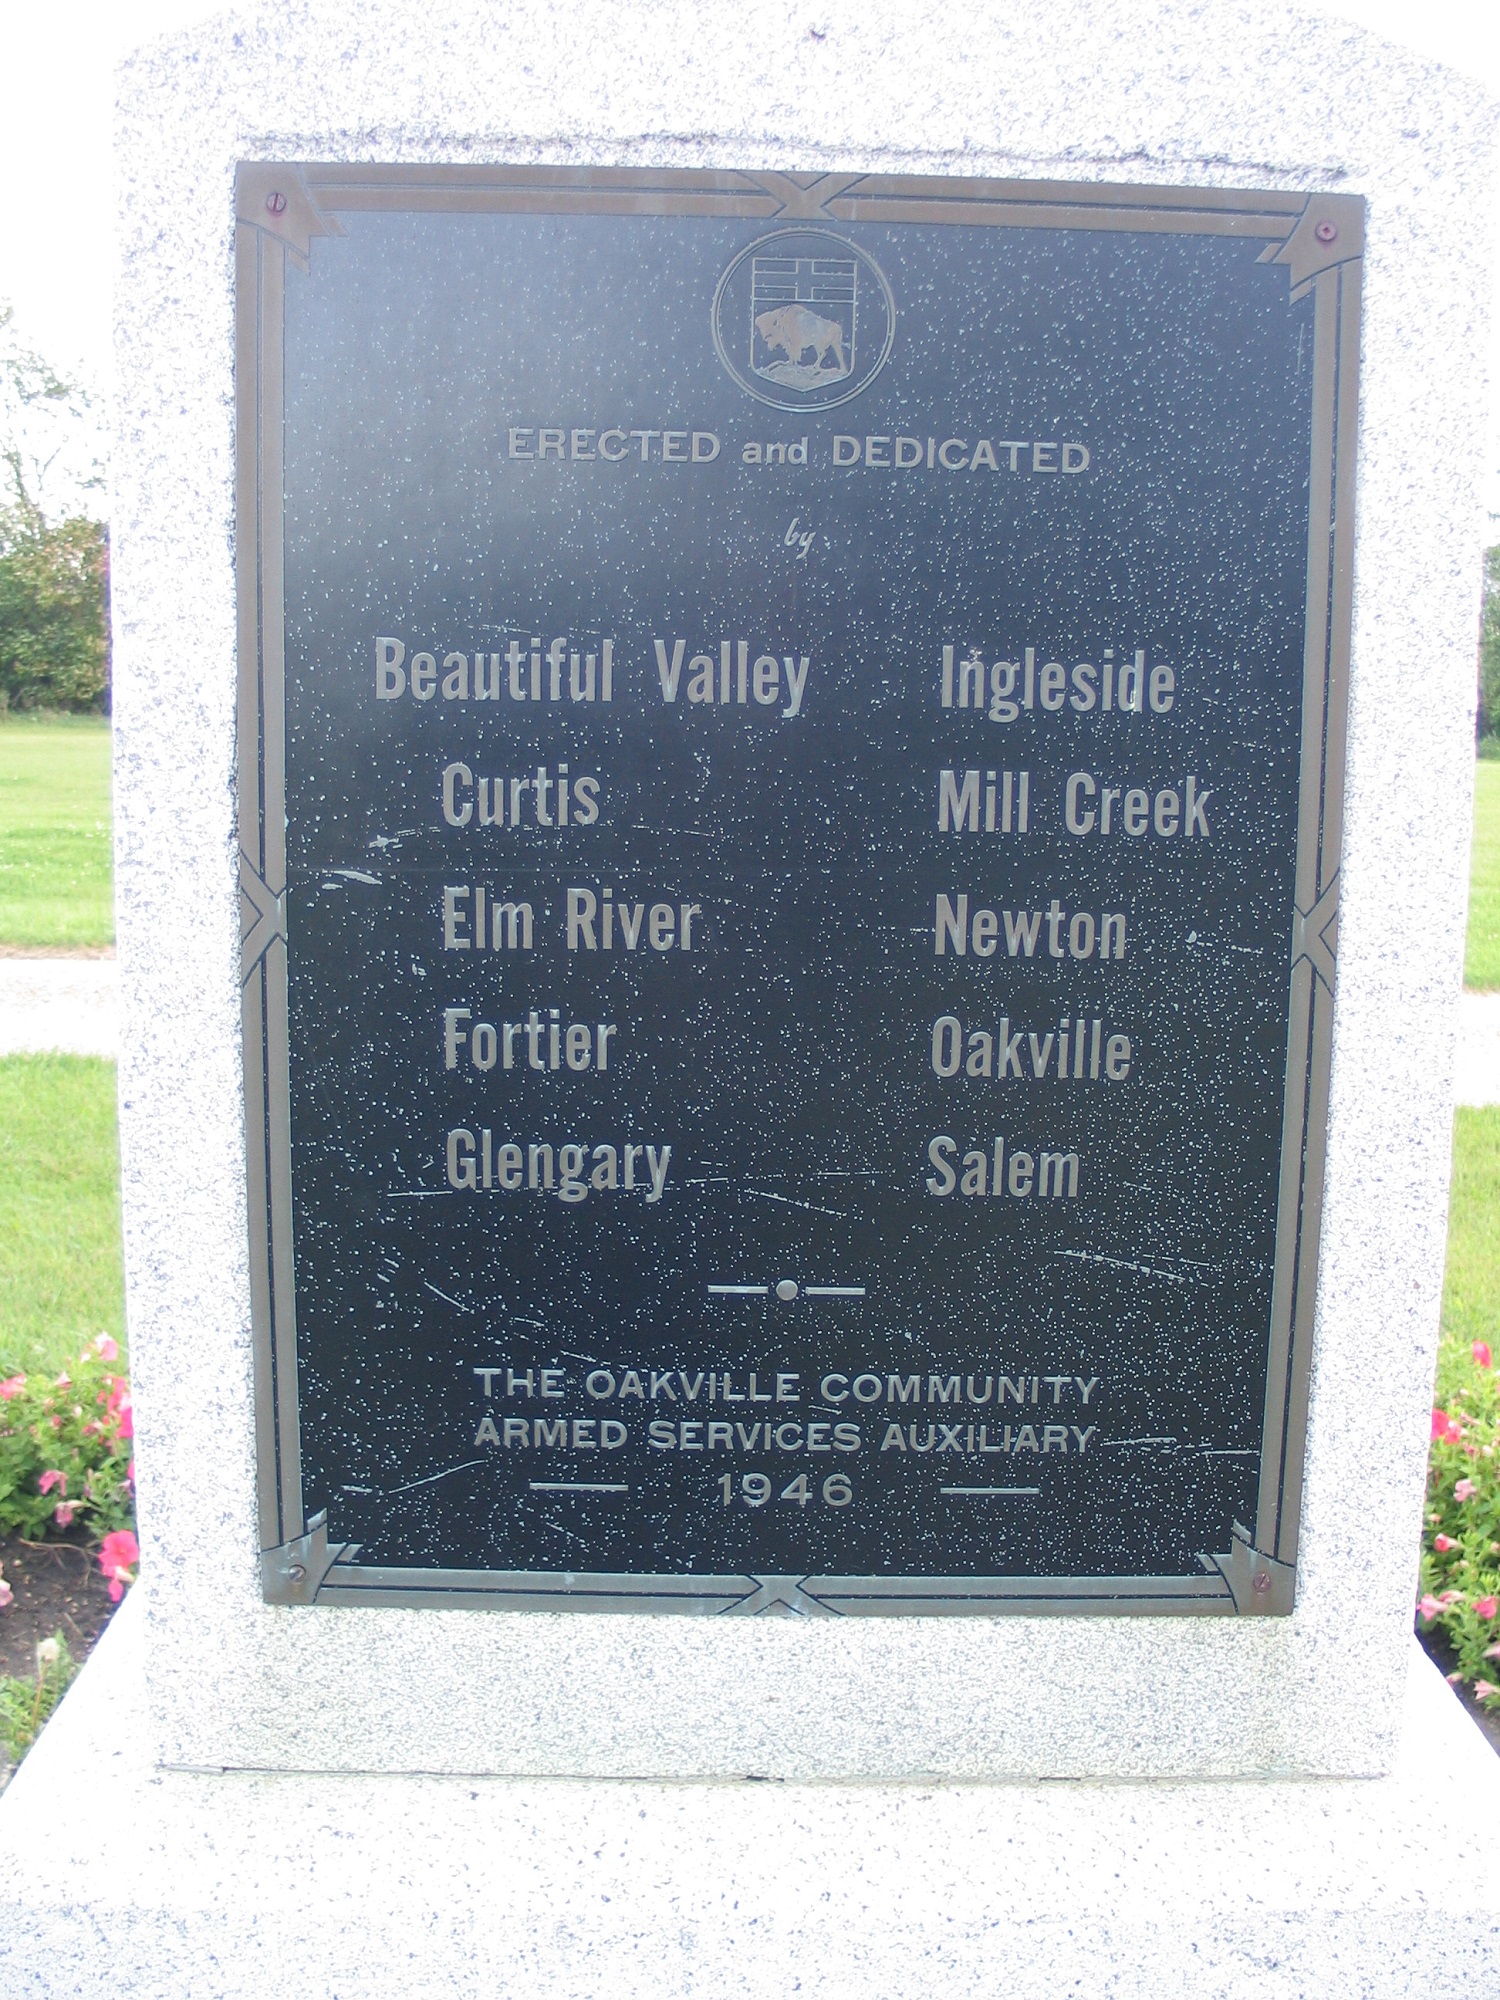 ERECTED and DEDICATED
by
Beautiful Valley Ingleside
Curtis Mill Creek
Elm River Newton
Fortier Oakville
Glengary Salem
THE OAKVILLE COMMUNITY
ARMED SERVICES AUXILIARY
1946